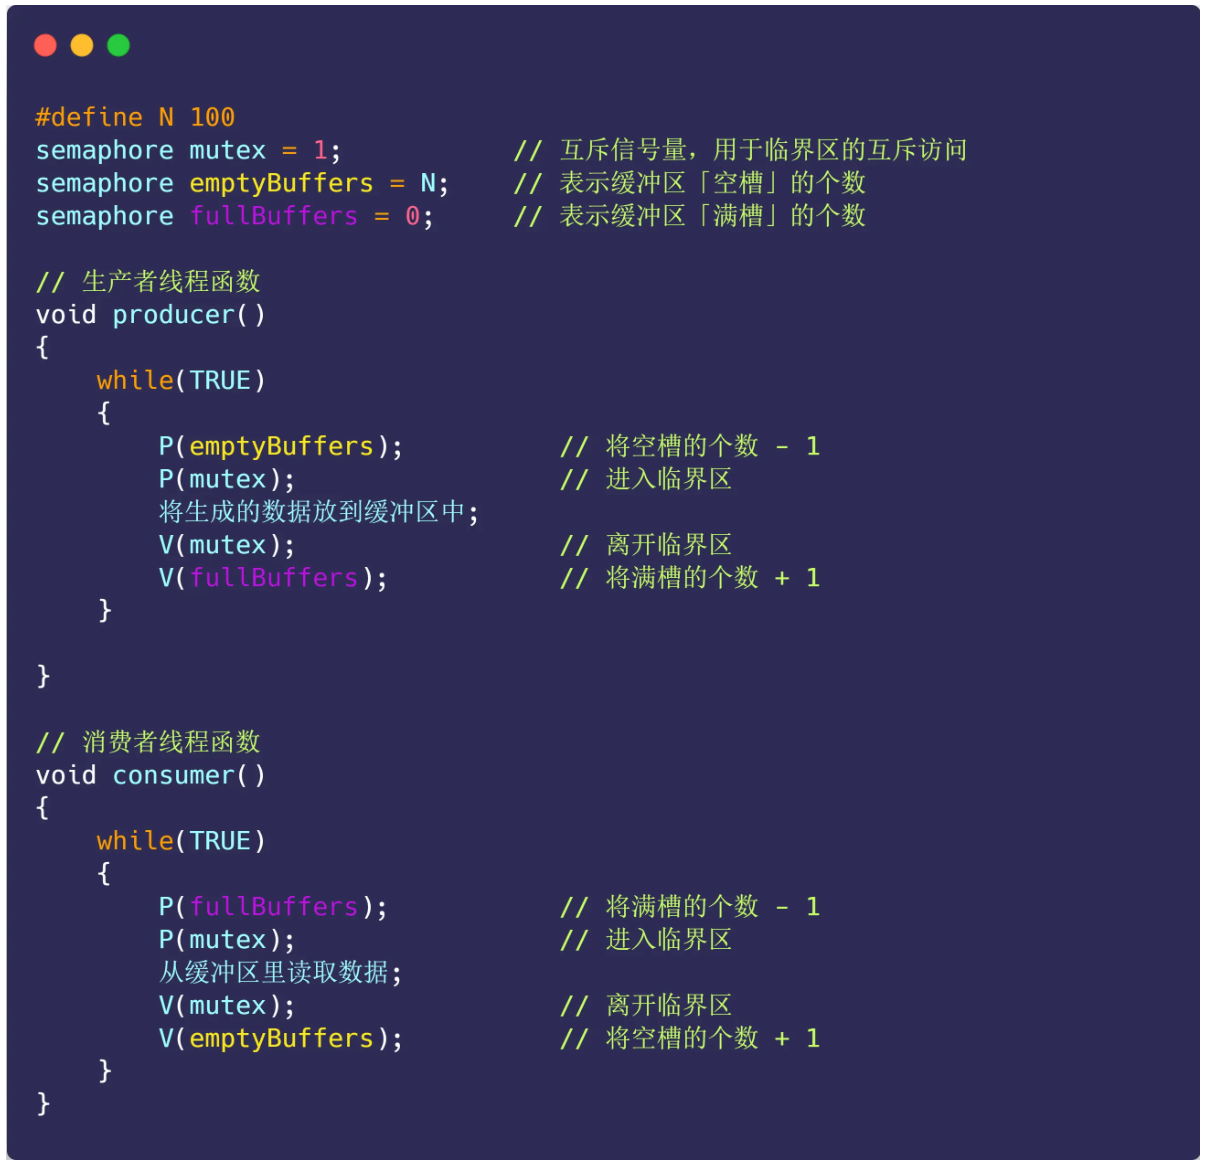 #define N 100
semaphore mutex = 1;            // 互斥信号量，用于临界区的互斥访问
semaphore emptyBuffers = N;     // 表示缓冲区「空槽」的个数
semaphore fullBuffers = 0;      // 表示缓冲区「满槽」的个数
// 生产者线程函数
void producer()
{
    while(TRUE)
    {
        P(emptyBuffers);           // 将空槽的个数 - 1
        P(mutex);                  // 进入临界区
        将生成的数据放到缓冲区中;
        V(mutex);                  // 离开临界区
        V(fullBuffers);            // 将满槽的个数 + 1
    }
}
// 消费者线程函数
void consumer()
{
    while(TRUE)
    {
        P(fullBuffers);            // 将满槽的个数 - 1
        P(mutex);                  // 进入临界区
        从缓冲区里读取数据;
        V(mutex);                  // 离开临界区
        V(emptyBuffers);           // 将空槽的个数 + 1
    }
}